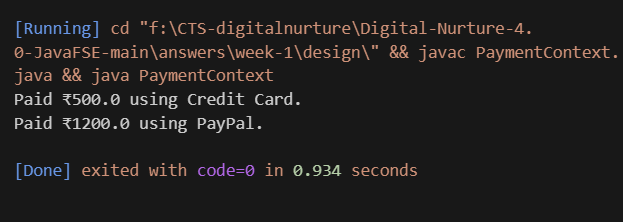 [Running] cd "f:\CTS-digitalnurture\Digital-Nurture-4.
0-JavaFSE-main\answers\week-1\design\" && javac PaymentContext.
java && java PaymentContext
Paid ₹500.0 using Credit Card.
Paid ₹1200.0 using PayPal.
[Done] exited with code=0 in 0.934 seconds